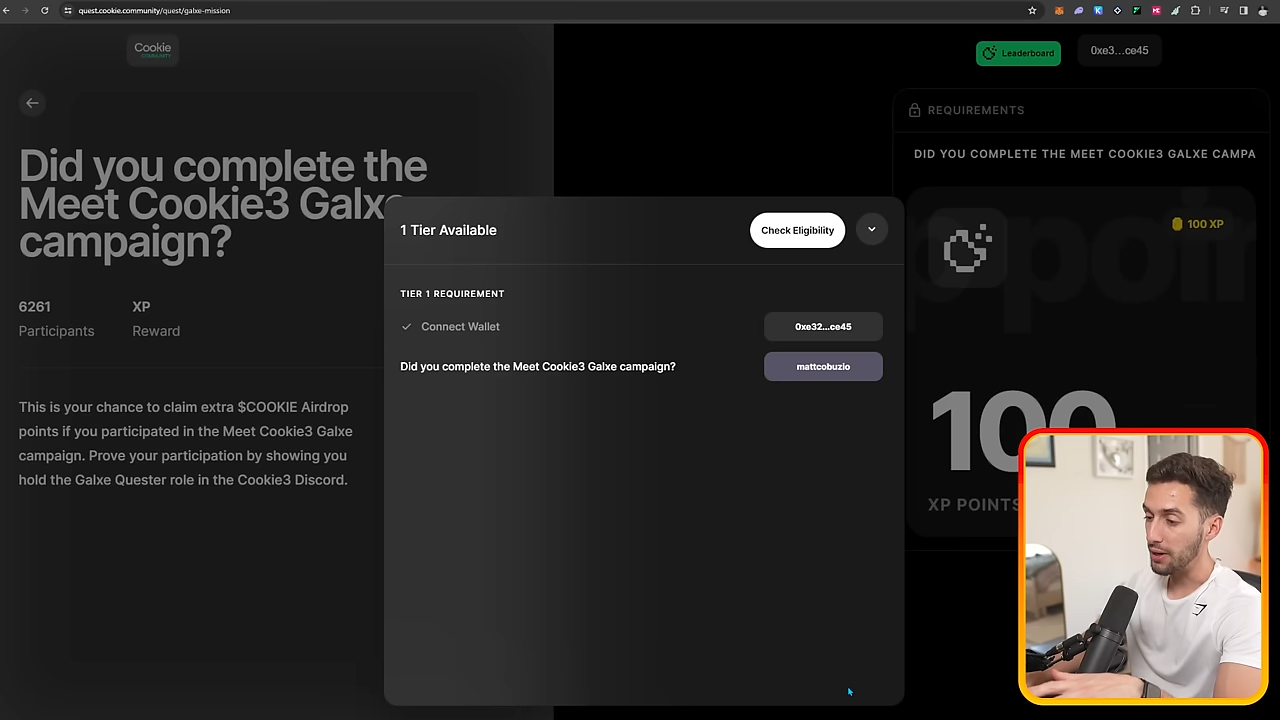 quest.cookie.community/quest/galxe-mission
Cookie
COMMUNITY
Leaderboard
0xe3...ce45
Did you complete the
Meet Cookie3 Galxe
campaign?
6261
Participants
XP
Reward
This is your chance to claim extra $COOKIE Airdrop
points if you participated in the Meet Cookie3 Galxe
campaign. Prove your participation by showing you
hold the Galxe Quester role in the Cookie3 Discord.
1 Tier Available
Check Eligibility
TIER 1 REQUIREMENT
Connect Wallet
0xe32...ce45
Did you complete the Meet Cookie3 Galxe campaign?
mattcobuzio
REQUIREMENTS
DID YOU COMPLETE THE MEET COOKIE3 GALXE CAMPA
100 XP
100
XP POINTS